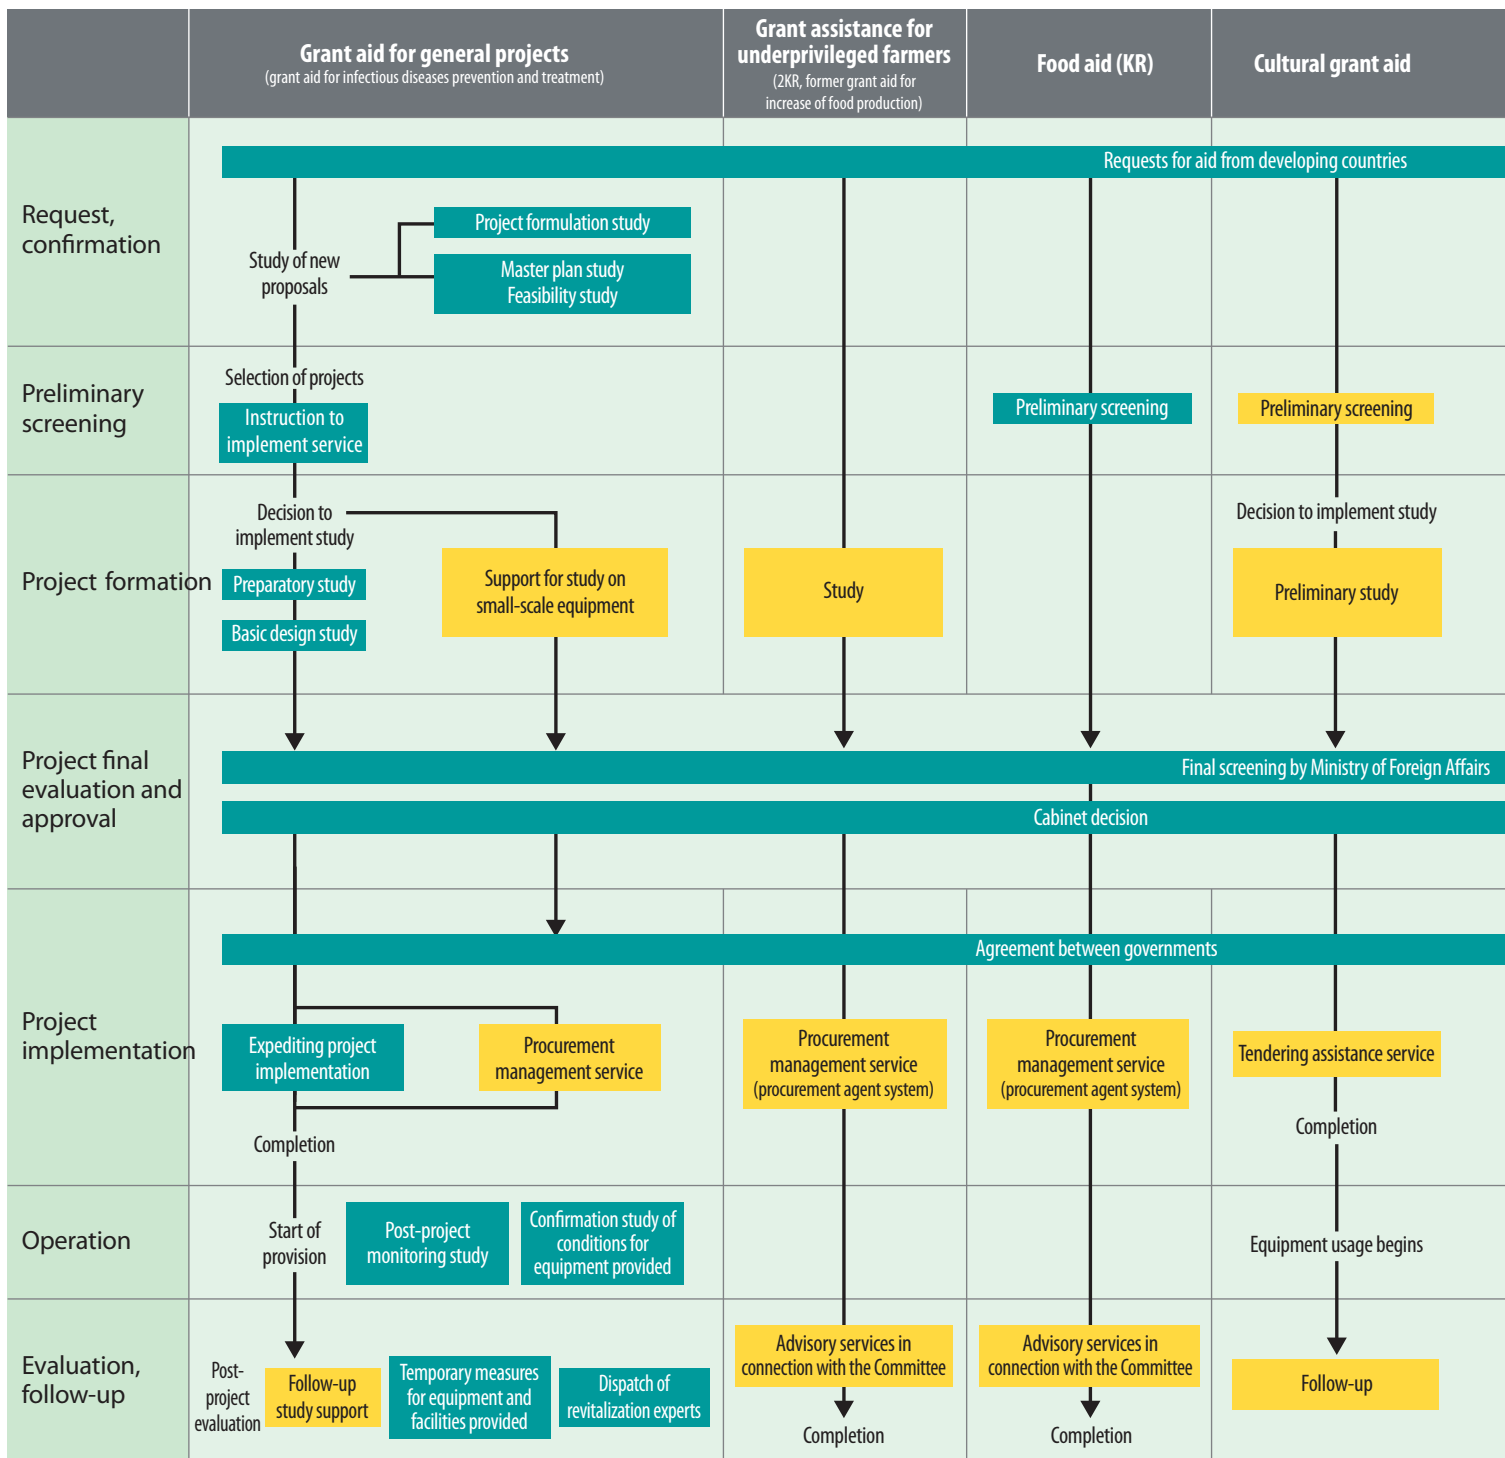 Grant aid for general projects
(grant aid for infectious diseases prevention and treatment)
Grant assistance for
underprivileged farmers
(2KR, former grant aid for
increase of food production)
Food aid (KR)
Cultural grant aid
Request,
confirmation
Requests for aid from developing countries
Study of new
proposals
Project formulation study
Master plan study
Feasibility study
Preliminary
screening
Selection of projects
Instruction to
implement service
Preliminary screening
Preliminary screening
Project formation
Decision to
implement study
Preparatory study
Basic design study
Support for study on
small-scale equipment
Study
Decision to implement study
Preliminary study
Project final
evaluation and
approval
Final screening by Ministry of Foreign Affairs
Cabinet decision
Project
implementation
Agreement between governments
Expediting project
implementation
Procurement
management service
Procurement
management service
(procurement agent system)
Procurement
management service
(procurement agent system)
Tendering assistance service
Completion
Completion
Operation
Start of
provision
Post-project
monitoring study
Confirmation study of
conditions for
equipment provided
Equipment usage begins
Evaluation,
follow-up
Post-
project
evaluation
Follow-up
study support
Temporary measures
for equipment and
facilities provided
Dispatch of
revitalization experts
Advisory services in
connection with the Committee
Completion
Advisory services in
connection with the Committee
Completion
Follow-up